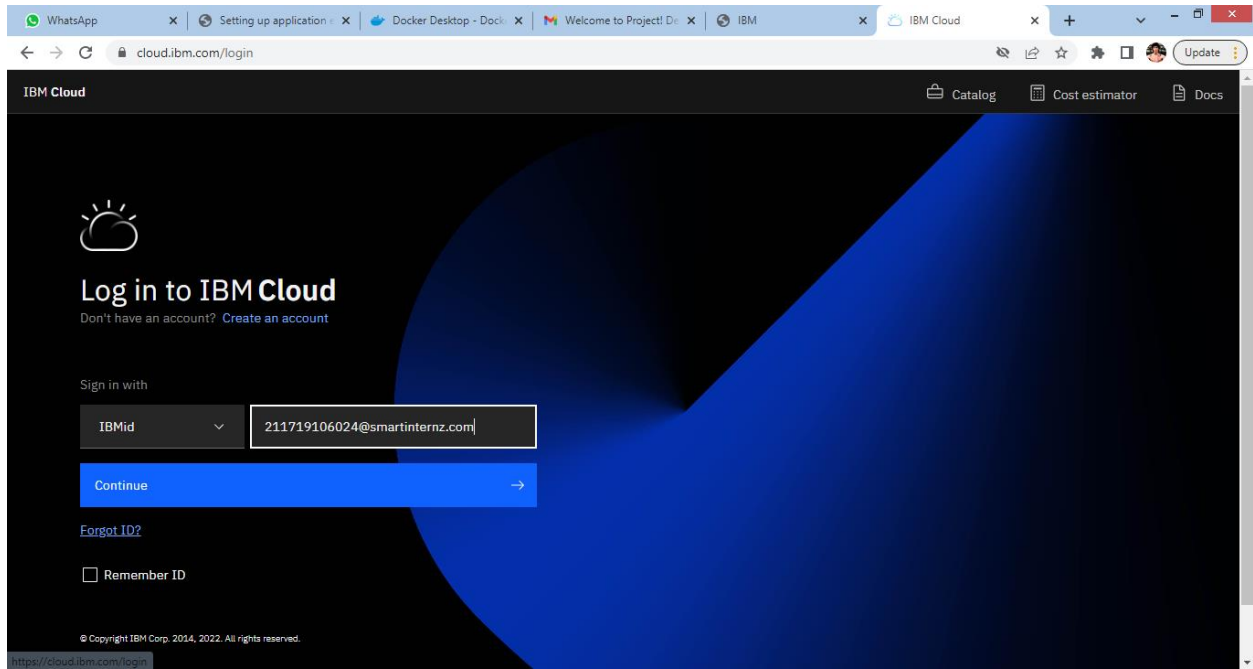 WhatsApp Setting up application e Docker Desktop - Dock Welcome to Project! De IBM IBM Cloud
cloud.ibm.com/login Update
IBM Cloud Catalog Cost estimator Docs
Log in to IBM Cloud
Don't have an account? Create an account
Sign in with
IBMid 211719106024@smartinternz.com
Continue
Forgot ID?
Remember ID
© Copyright IBM Corp. 2014, 2022. All rights reserved.
https://cloud.ibm.com/login